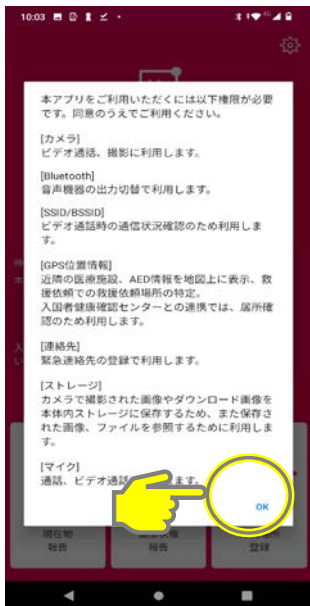 10:03
本アプリをご利用いただくには以下権限が必要
です。同意のうえでご利用ください。
[カメラ]
ビデオ通話、撮影に利用します。
[Bluetooth]
音声機器の出力切替で利用します。
[SSID/BSSID]
ビデオ通話時の通信状況確認のため利用しま
す。
[GPS位置情報]
近隣の医療施設、AED情報を地図上に表示、救
援依頼での救援依頼場所の特定。
入国者健康確認センターとの連携では、居所確
認のため利用します。
[連絡先]
緊急連絡先の登録で利用します。
[ストレージ]
カメラで撮影された画像やダウンロード画像を
本体内ストレージに保存するため、また保存さ
れた画像、ファイルを参照するために利用しま
す。
[マイク]
通話、ビデオ通話 ます。
OK
現在地
報告
報告
登録